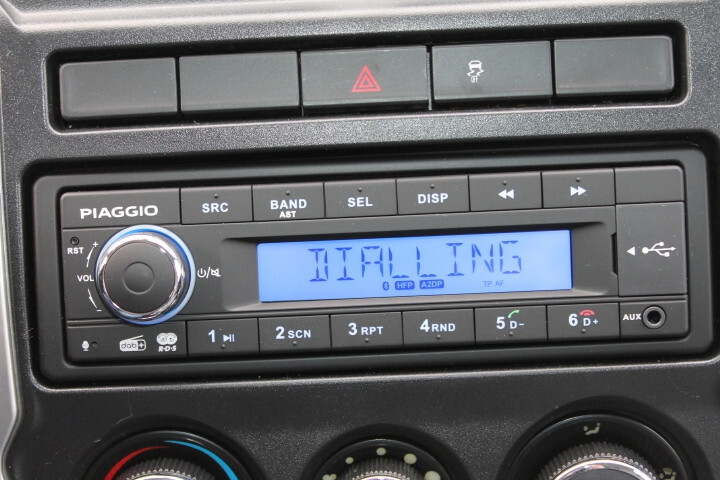 OFF
PIAGGIO
SRC
BAND
AST
SEL
DISP
RST
VOL
+
-
DIALLING
HFP
A2DP
TP AF
1
2 SCN
3 RPT
4 RND
5 D-
6 D+
AUX
dab+
R·D·S